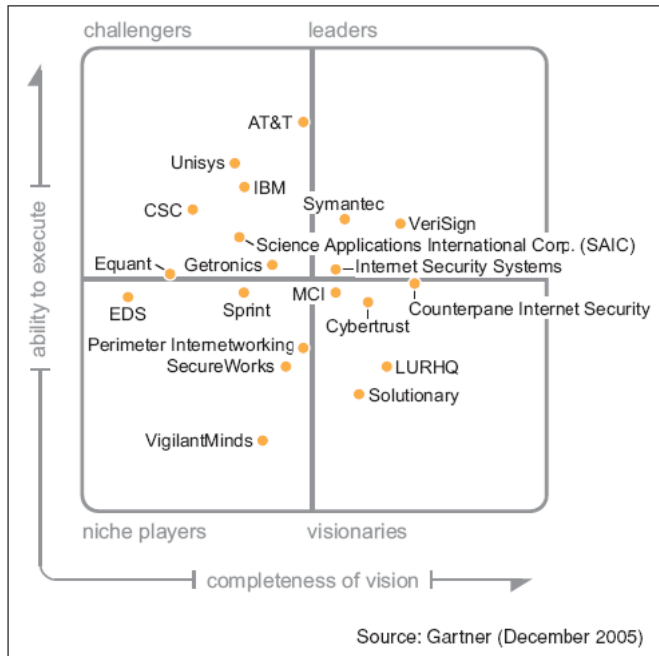 challengers
leaders
AT&T
Unisys
IBM
CSC
Symantec
VeriSign
Science Applications International Corp. (SAIC)
Equant
Getronics
Internet Security Systems
EDS
Sprint
MCI
Cybertrust
Counterpane Internet Security
Perimeter Internetworking
SecureWorks
LURHQ
Solutionary
VigilantMinds
ability to execute
niche players
visionaries
completeness of vision
Source: Gartner (December 2005)